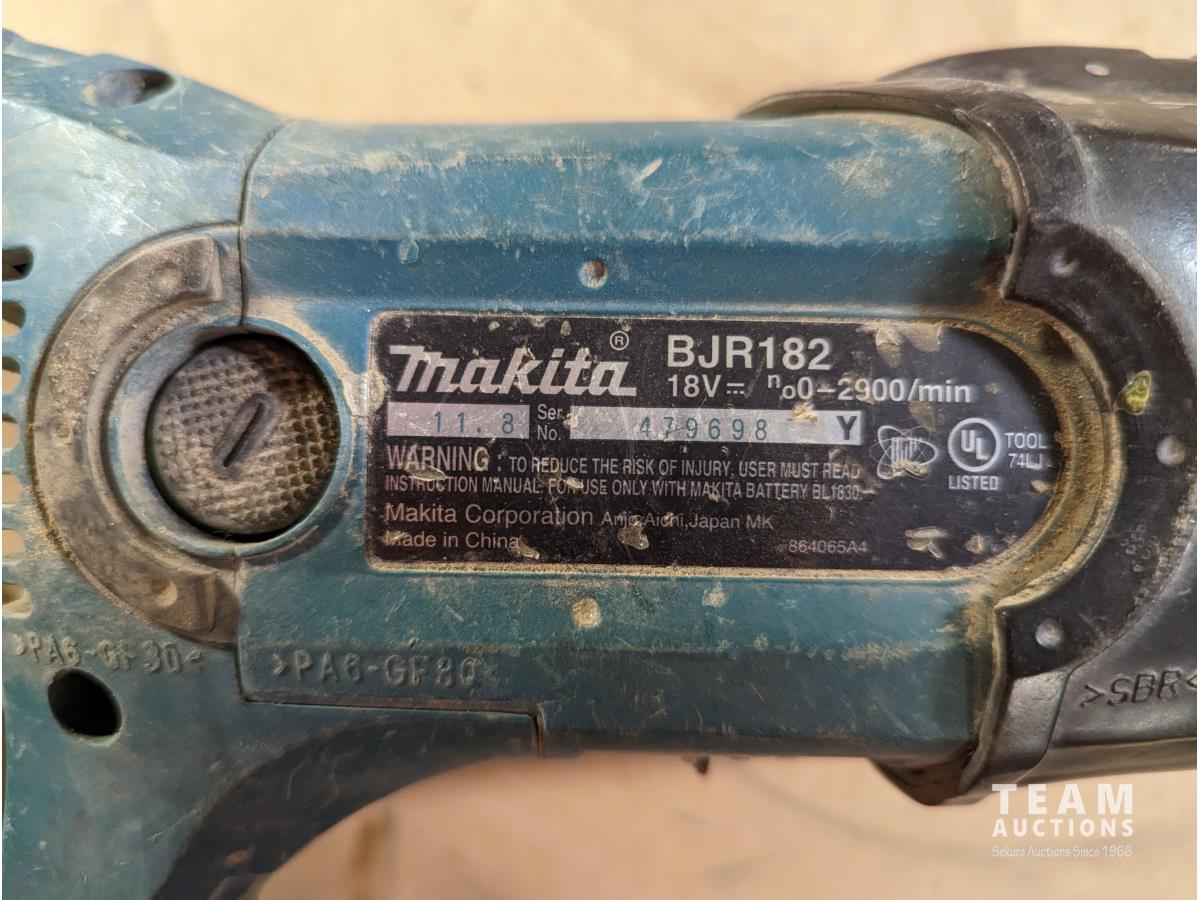 makita®
BJR182
18V⎓ no0-2900/min
11.8 Ser. No. 479698 Y
WARNING : TO REDUCE THE RISK OF INJURY. USER MUST READ
INSTRUCTION MANUAL. FOR USE ONLY WITH MAKITA BATTERY BL1830
Makita Corporation Anjo,Aichi,Japan MK
Made in China
864065A4
UL
LISTED
TOOL
74LJ
>PA6-GF30<
>PA6-GF30<
>SBR<
TEAM
AUCTIONS
Sekura Auctions Since 1966